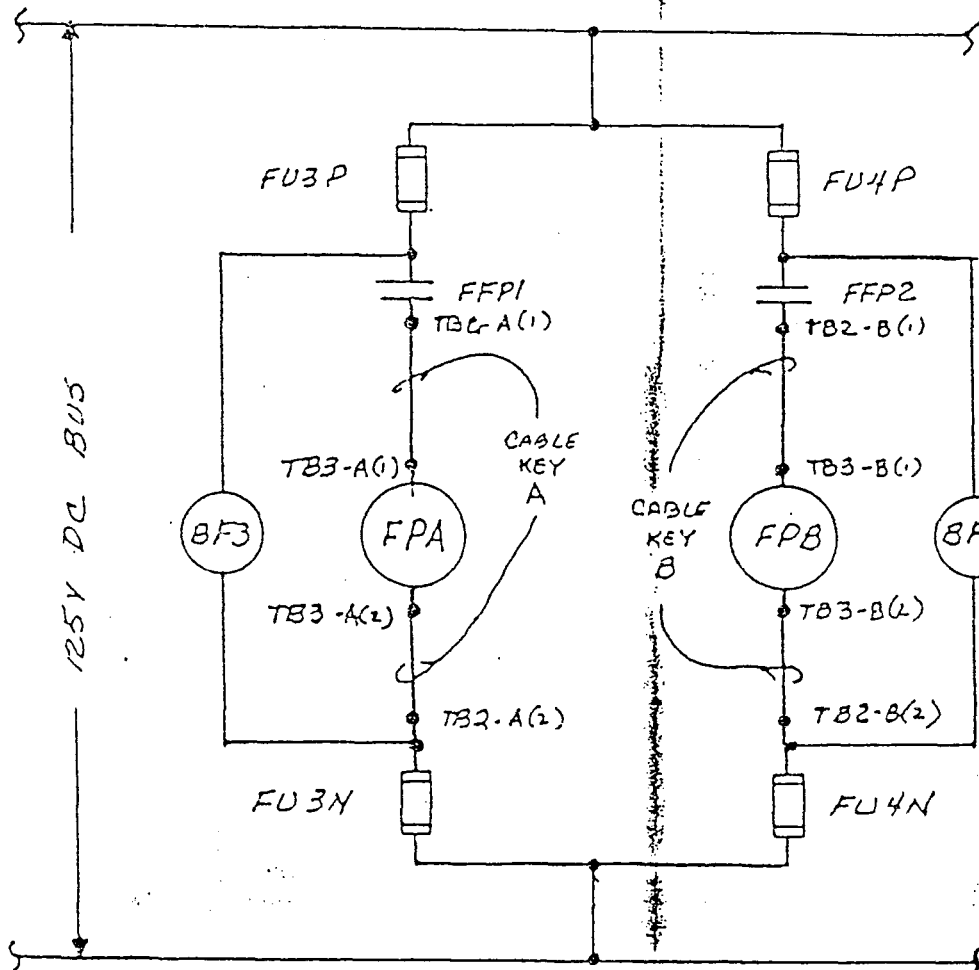 FU3P
FU4P
FFP1
FFP2
TB2-A(1)
TB2-B(1)
125V DC BUS
CABLE
KEY
A
TB3-A(1)
TB3-B(1)
CABLE
KEY
B
BF3
FPA
FPB
BF
TB3-A(2)
TB3-B(2)
TB2-A(2)
TB2-B(2)
FU3N
FU4N